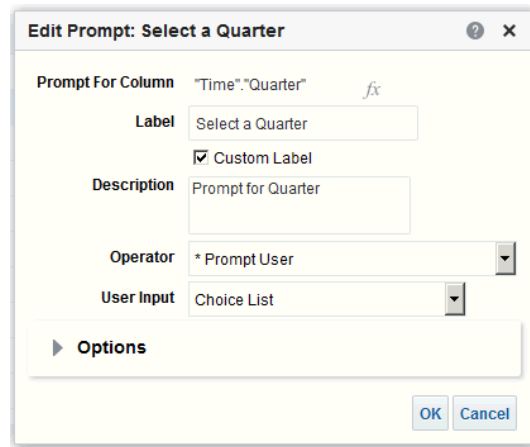 Edit Prompt: Select a Quarter ? ×
Prompt For Column "Time"."Quarter" fx
Label Select a Quarter
Custom Label
Description Prompt for Quarter
Operator * Prompt User
User Input Choice List
Options
OK Cancel